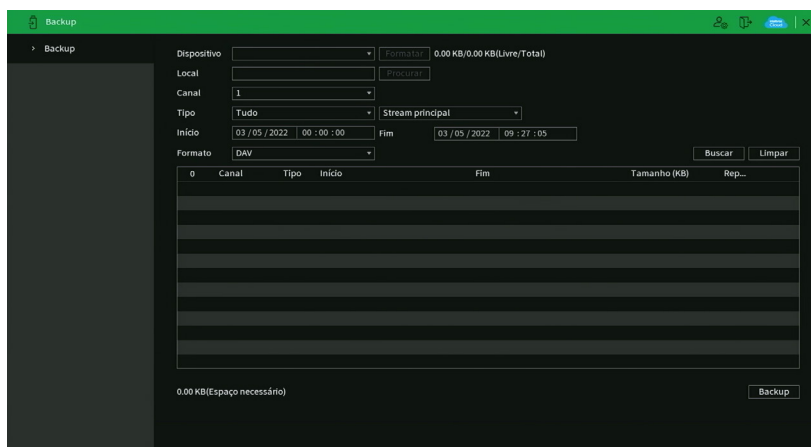 Backup
Cloud
Backup
Dispositivo Formatar 0.00 KB/0.00 KB(Livre/Total)
Local Procurar
Canal 1
Tipo Tudo Stream principal
Início 03 / 05 / 2022 00 : 00 : 00 Fim 03 / 05 / 2022 09 : 27 : 05
Formato DAV Buscar Limpar
0 Canal Tipo Início Fim Tamanho (KB) Rep...
0.00 KB(Espaço necessário) Backup